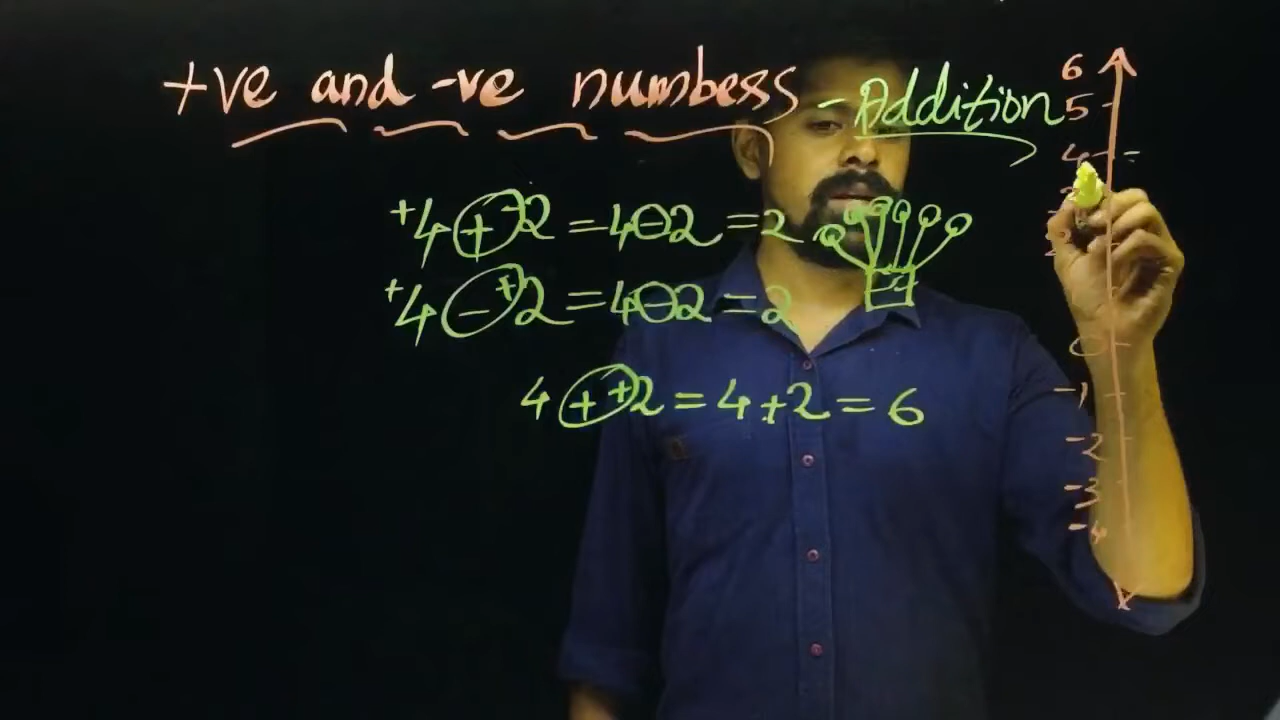 +ve and -ve numbers - Addition
+4 + -2 = 4-2 = 2
+4 - +2 = 4-2 = 2
4 + +2 = 4+2 = 6
6
5
4
0
-1
-2
-3
-4